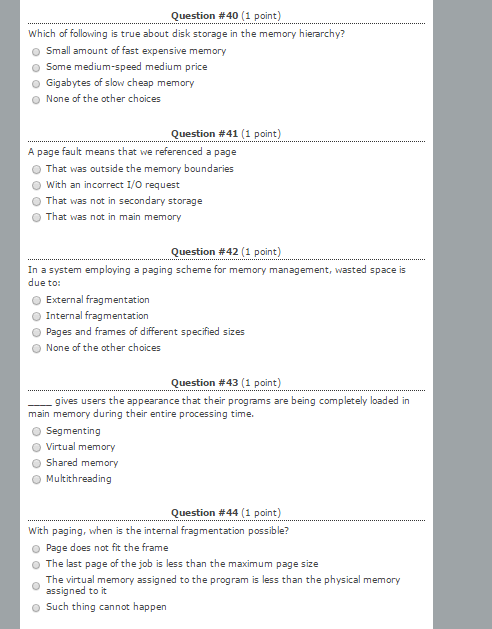 Question #40 (1 point)
Which of following is true about disk storage in the memory hierarchy?
Small amount of fast expensive memory
Some medium-speed medium price
Gigabytes of slow cheap memory
None of the other choices
Question #41 (1 point)
A page fault means that we referenced a page
That was outside the memory boundaries
With an incorrect I/O request
That was not in secondary storage
That was not in main memory
Question #42 (1 point)
In a system employing a paging scheme for memory management, wasted space is
due to:
External fragmentation
Internal fragmentation
Pages and frames of different specified sizes
None of the other choices
Question #43 (1 point)
____ gives users the appearance that their programs are being completely loaded in
main memory during their entire processing time.
Segmenting
Virtual memory
Shared memory
Multithreading
Question #44 (1 point)
With paging, when is the internal fragmentation possible?
Page does not fit the frame
The last page of the job is less than the maximum page size
The virtual memory assigned to the program is less than the physical memory
assigned to it
Such thing cannot happen